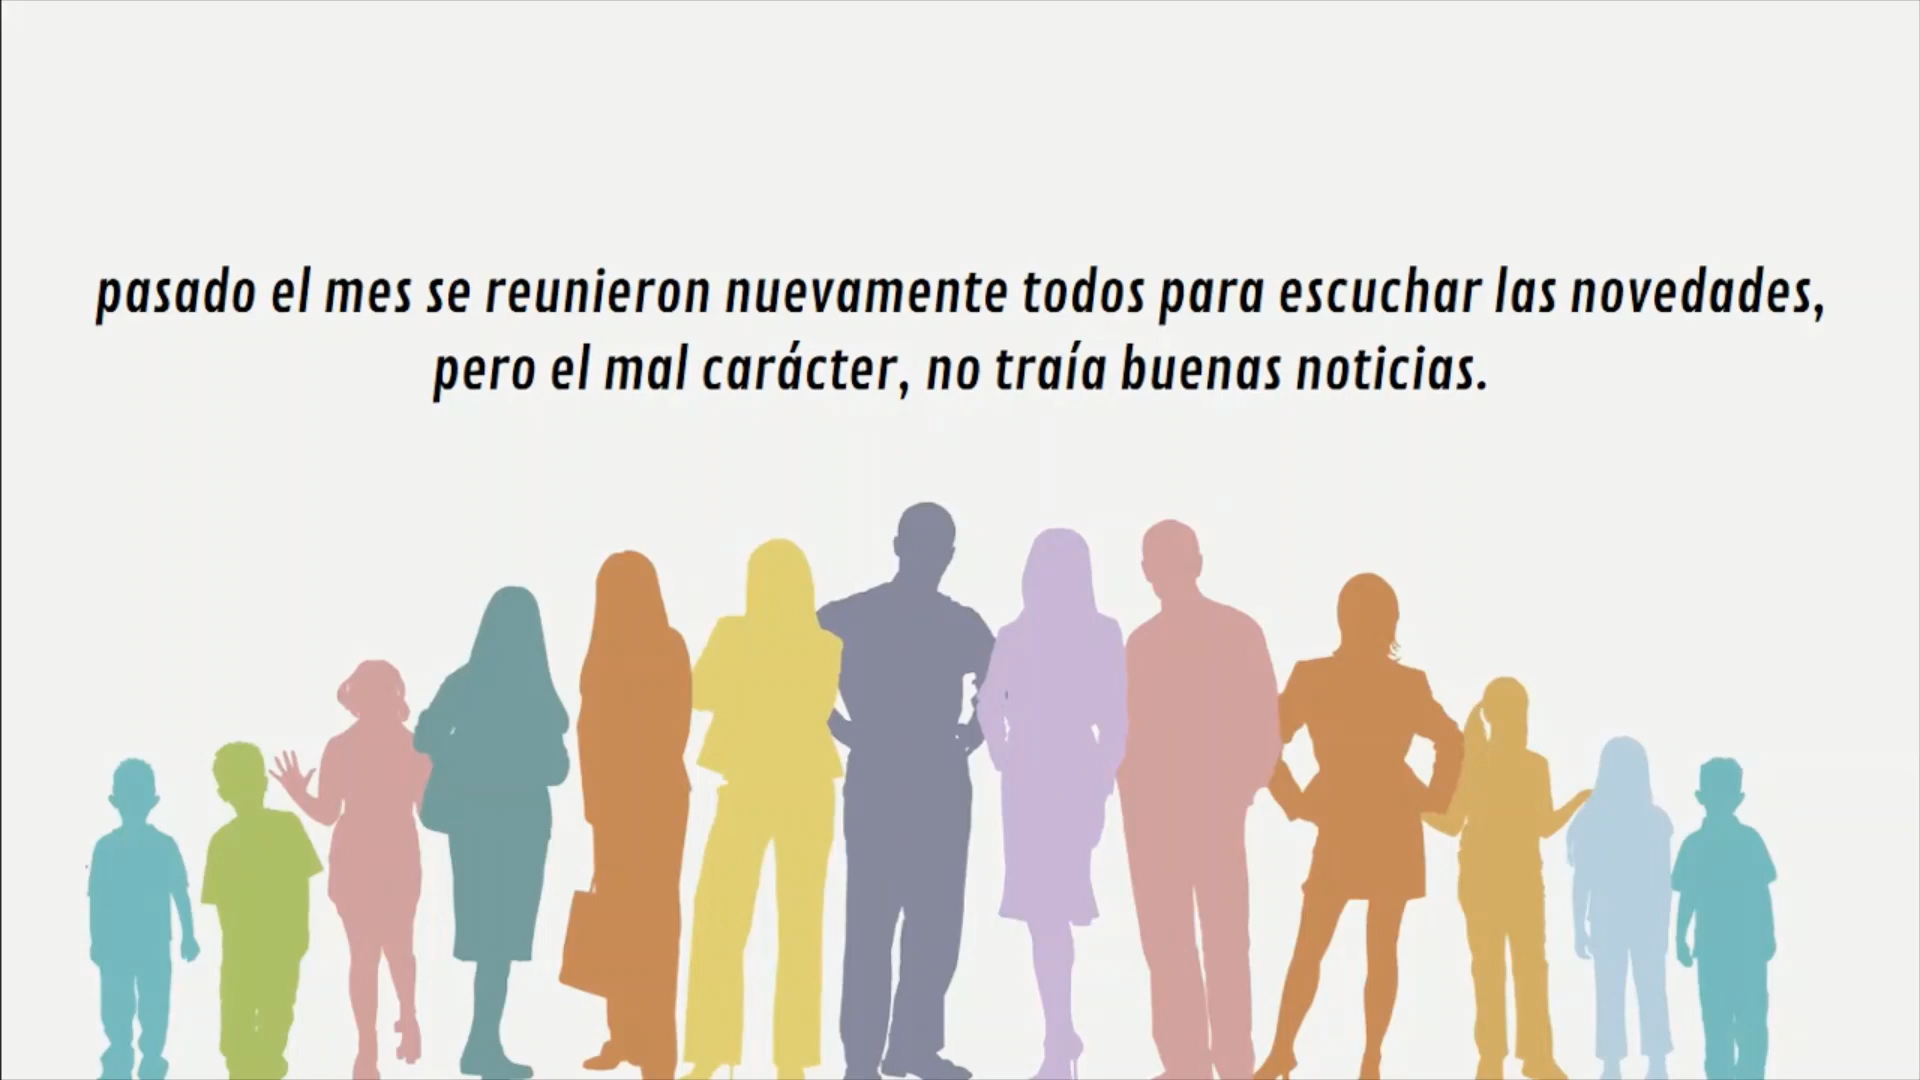 pasado el mes se reunieron nuevamente todos para escuchar las novedades,
pero el mal carácter, no traía buenas noticias.